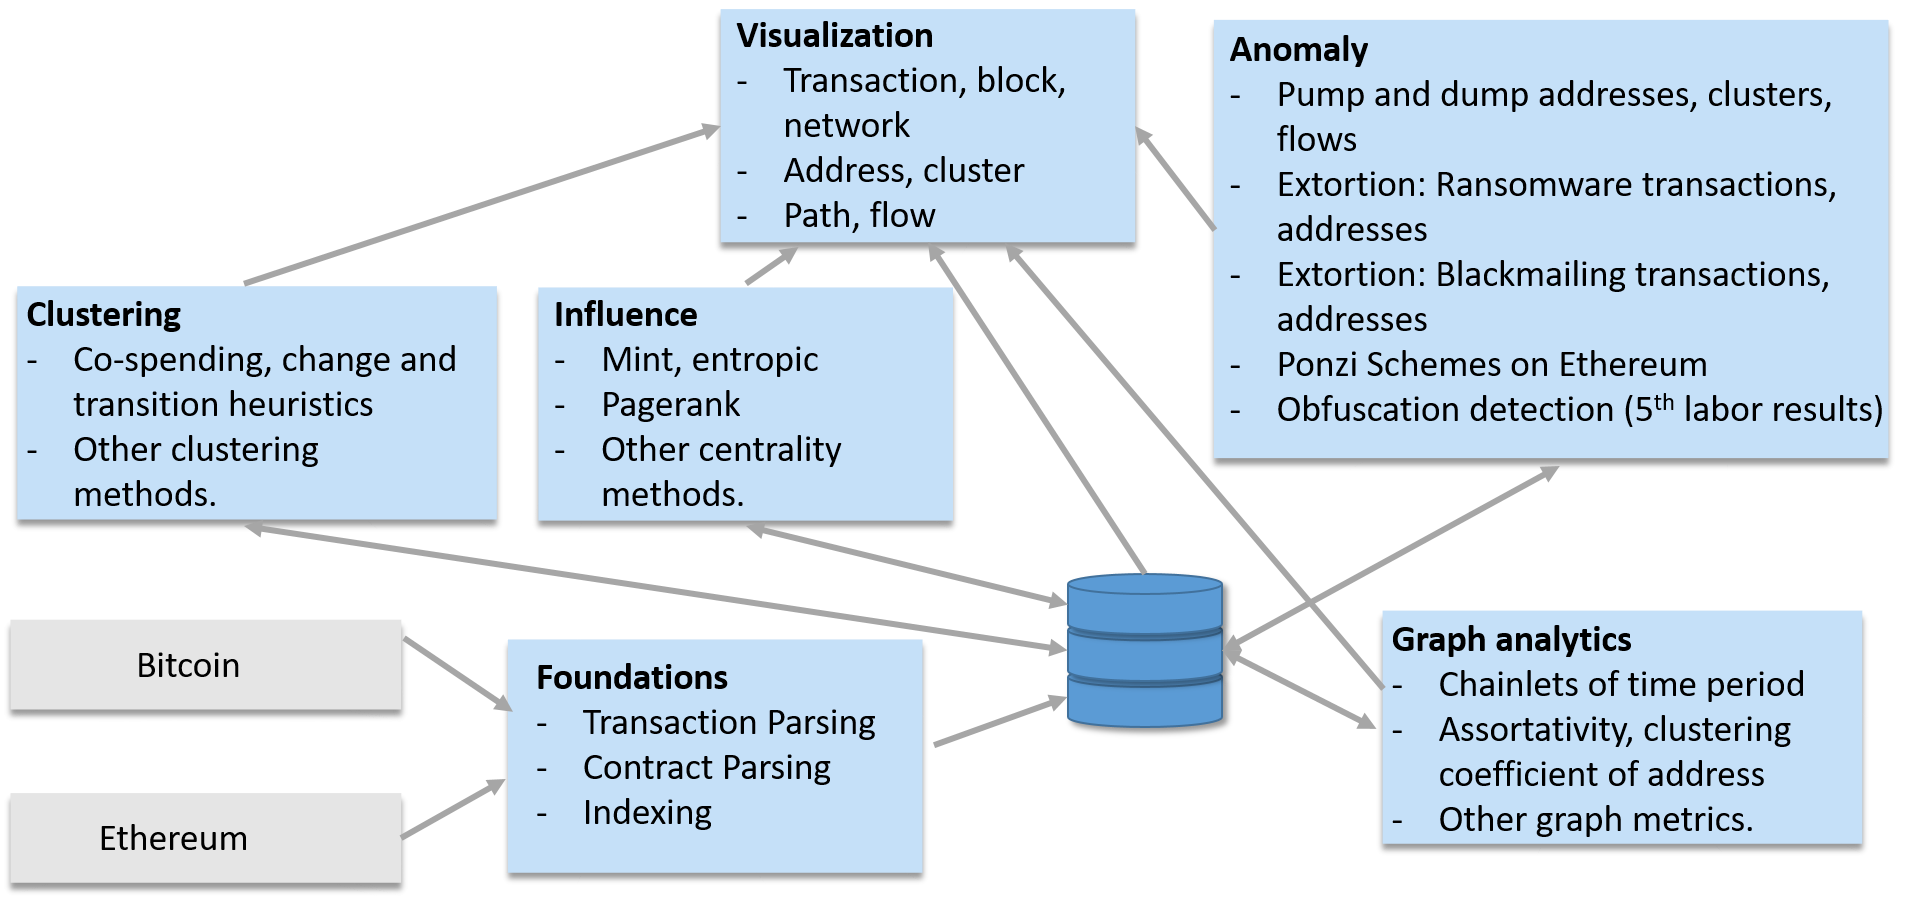 Visualization
- Transaction, block,
network
- Address, cluster
- Path, flow
Anomaly
- Pump and dump addresses, clusters,
flows
- Extortion: Ransomware transactions,
addresses
- Extortion: Blackmailing transactions,
addresses
- Ponzi Schemes on Ethereum
- Obfuscation detection (5th labor results)
Clustering
- Co-spending, change and
transition heuristics
- Other clustering
methods.
Influence
- Mint, entropic
- Pagerank
- Other centrality
methods.
Bitcoin
Ethereum
Foundations
- Transaction Parsing
- Contract Parsing
- Indexing
Graph analytics
- Chainlets of time period
- Assortativity, clustering
coefficient of address
- Other graph metrics.